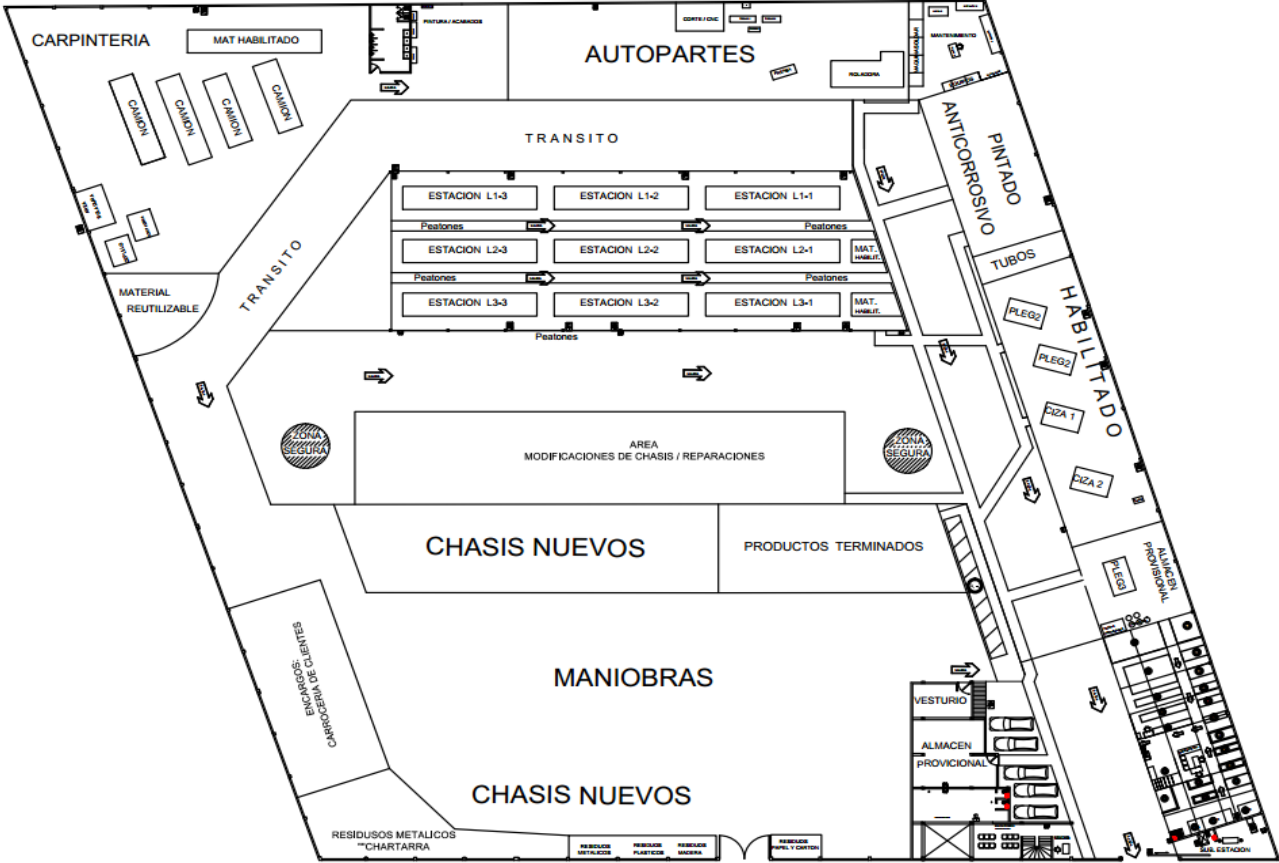 CARPINTERIA
MAT HABILITADO
CAMION
CAMION
CAMION
CAMION
PINTURA / ACABADOS
CORTE / CNC
AUTOPARTES
ROLADORA
MANTENIMIENTO
TRANSITO
PINTADO
ANTICORROSIVO
TUBOS
ESTACION L1-3
ESTACION L1-2
ESTACION L1-1
Peatones
Peatones
ESTACION L2-3
ESTACION L2-2
ESTACION L2-1
MAT.
HABILIT.
Peatones
Peatones
ESTACION L3-3
ESTACION L3-2
ESTACION L3-1
MAT.
HABILIT.
Peatones
TRANSITO
MATERIAL
REUTILIZABLE
HABILITADO
PLEG2
PLEG2
CIZA 1
CIZA 2
ZONA
SEGURA
AREA
MODIFICACIONES DE CHASIS / REPARACIONES
ZONA
SEGURA
CHASIS NUEVOS
PRODUCTOS TERMINADOS
PLEG3
ALMACEN
PROVISIONAL
ENCARGOS:
CARROCERIA DE CLIENTES
MANIOBRAS
VESTURIO
ALMACEN
PROVICIONAL
CHASIS NUEVOS
RESIDUSOS METALICOS
""CHARTARRA
RESIDUOS
METALICOS
RESIDUOS
PLASTICOS
RESIDUOS
MADERA
RESIDUOS
PAPEL Y CARTON
SUB. ESTACION